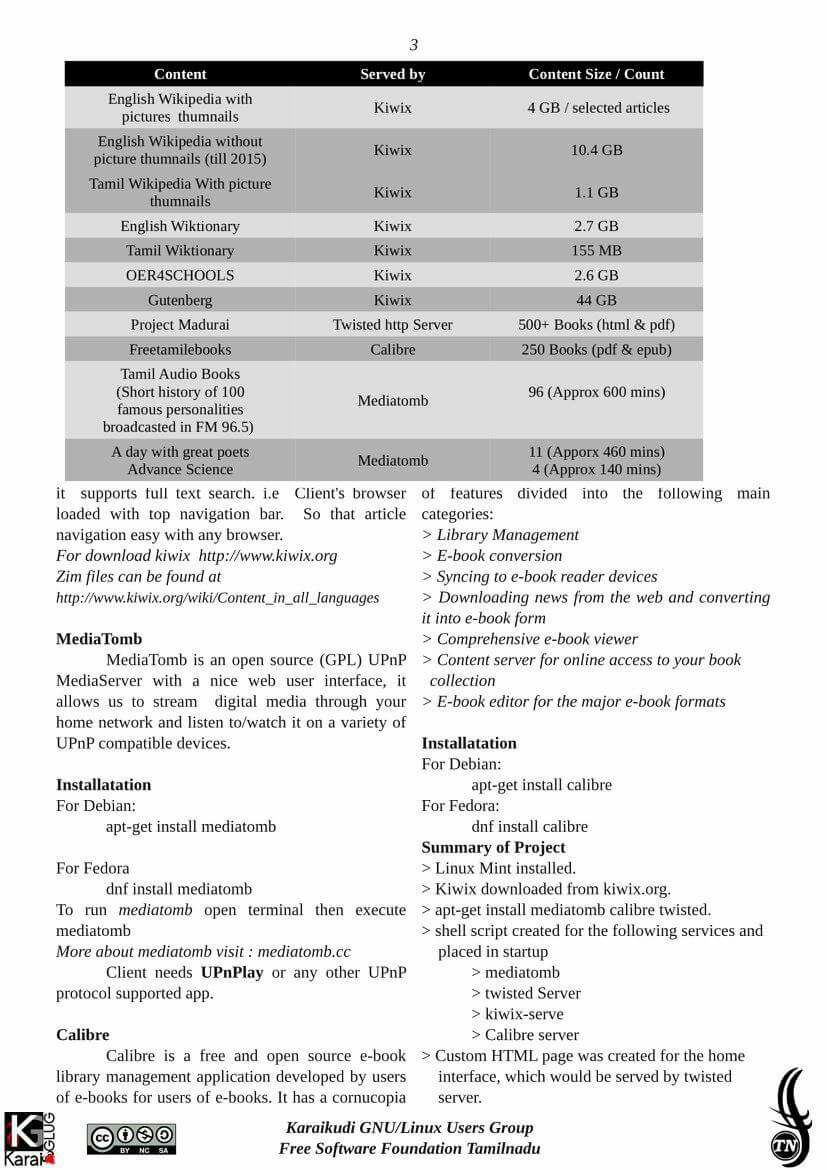 3
Content Served by Content Size / Count
English Wikipedia with
pictures thumnails
Kiwix
4 GB / selected articles
English Wikipedia without
picture thumnails (till 2015)
Kiwix
10.4 GB
Tamil Wikipedia With picture
thumnails
Kiwix
1.1 GB
English Wiktionary Kiwix 2.7 GB
Tamil Wiktionary Kiwix 155 MB
OER4SCHOOLS Kiwix 2.6 GB
Gutenberg Kiwix 44 GB
Project Madurai Twisted http Server 500+ Books (html & pdf)
Freetamilebooks Calibre 250 Books (pdf & epub)
Tamil Audio Books
(Short history of 100
famous personalities
broadcasted in FM 96.5)
Mediatomb
96 (Approx 600 mins)
A day with great poets
Advance Science
Mediatomb
11 (Apporx 460 mins)
4 (Approx 140 mins)
it supports full text search. i.e Client's browser
loaded with top navigation bar. So that article
navigation easy with any browser.
For download kiwix http://www.kiwix.org
Zim files can be found at
http://www.kiwix.org/wiki/Content_in_all_languages
MediaTomb
MediaTomb is an open source (GPL) UPnP
MediaServer with a nice web user interface, it
allows us to stream digital media through your
home network and listen to/watch it on a variety of
UPnP compatible devices.
Installatation
For Debian:
apt-get install mediatomb
For Fedora
dnf install mediatomb
To run mediatomb open terminal then execute
mediatomb
More about mediatomb visit : mediatomb.cc
Client needs UPnPlay or any other UPnP
protocol supported app.
Calibre
Calibre is a free and open source e-book
library management application developed by users
of e-books for users of e-books. It has a cornucopia
of features divided into the following main
categories:
> Library Management
> E-book conversion
> Syncing to e-book reader devices
> Downloading news from the web and converting
it into e-book form
> Comprehensive e-book viewer
> Content server for online access to your book
collection
> E-book editor for the major e-book formats
Installatation
For Debian:
apt-get install calibre
For Fedora:
dnf install calibre
Summary of Project
> Linux Mint installed.
> Kiwix downloaded from kiwix.org.
> apt-get install mediatomb calibre twisted.
> shell script created for the following services and
placed in startup
> mediatomb
> twisted Server
> kiwix-serve
> Calibre server
> Custom HTML page was created for the home
interface, which would be served by twisted
server.
KG
Karai
GLUG
cc
BY NC SA
Karaikudi GNU/Linux Users Group
Free Software Foundation Tamilnadu
TN